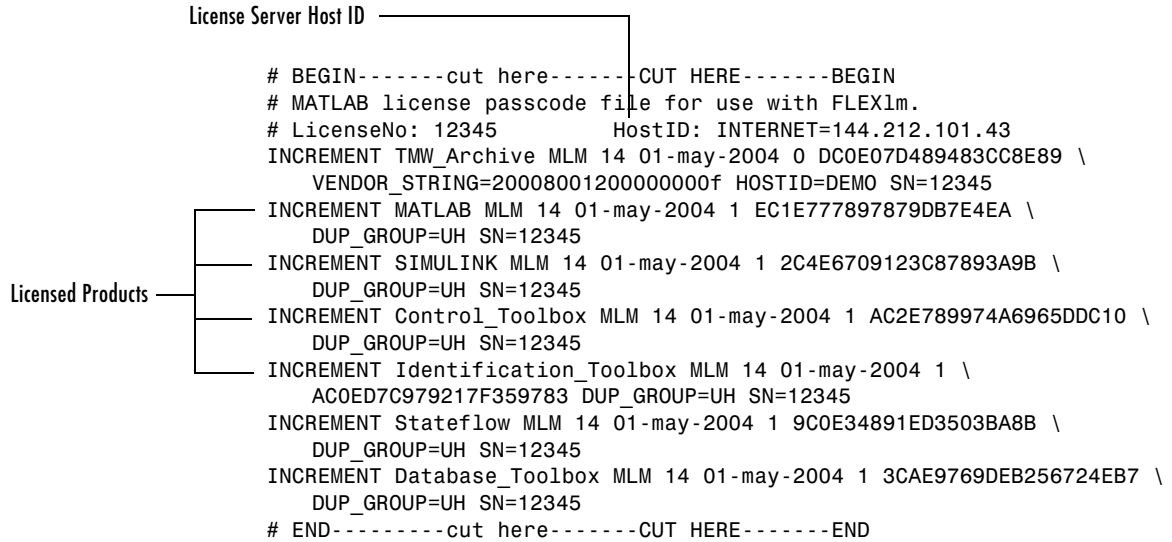 License Server Host ID
# BEGIN-------cut here-------CUT HERE-------BEGIN
# MATLAB license passcode file for use with FLEXlm.
# LicenseNo: 12345 HostID: INTERNET=144.212.101.43
INCREMENT TMW_Archive MLM 14 01-may-2004 0 DC0E07D489483CC8E89 \
VENDOR_STRING=20008001200000000f HOSTID=DEMO SN=12345
INCREMENT MATLAB MLM 14 01-may-2004 1 EC1E777897879DB7E4EA \
DUP_GROUP=UH SN=12345
INCREMENT SIMULINK MLM 14 01-may-2004 1 2C4E6709123C87893A9B \
DUP_GROUP=UH SN=12345
Licensed Products
INCREMENT Control_Toolbox MLM 14 01-may-2004 1 AC2E789974A6965DDC10 \
DUP_GROUP=UH SN=12345
INCREMENT Identification_Toolbox MLM 14 01-may-2004 1 \
AC0ED7C979217F359783 DUP_GROUP=UH SN=12345
INCREMENT Stateflow MLM 14 01-may-2004 1 9C0E34891ED3503BA8B \
DUP_GROUP=UH SN=12345
INCREMENT Database_Toolbox MLM 14 01-may-2004 1 3CAE9769DEB256724EB7 \
DUP_GROUP=UH SN=12345
# END---------cut here-------CUT HERE-------END